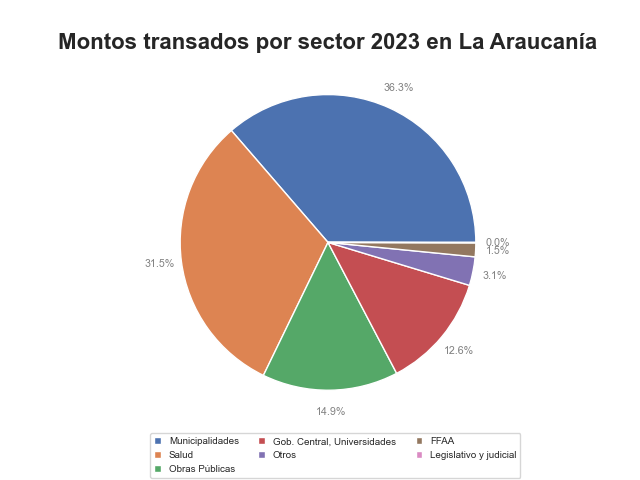 Montos transados por sector 2023 en La Araucanía
36.3%
31.5%
0.0%
1.5%
3.1%
12.6%
14.9%
Municipalidades
Salud
Obras Públicas
Gob. Central, Universidades
Otros
FFAA
Legislativo y judicial